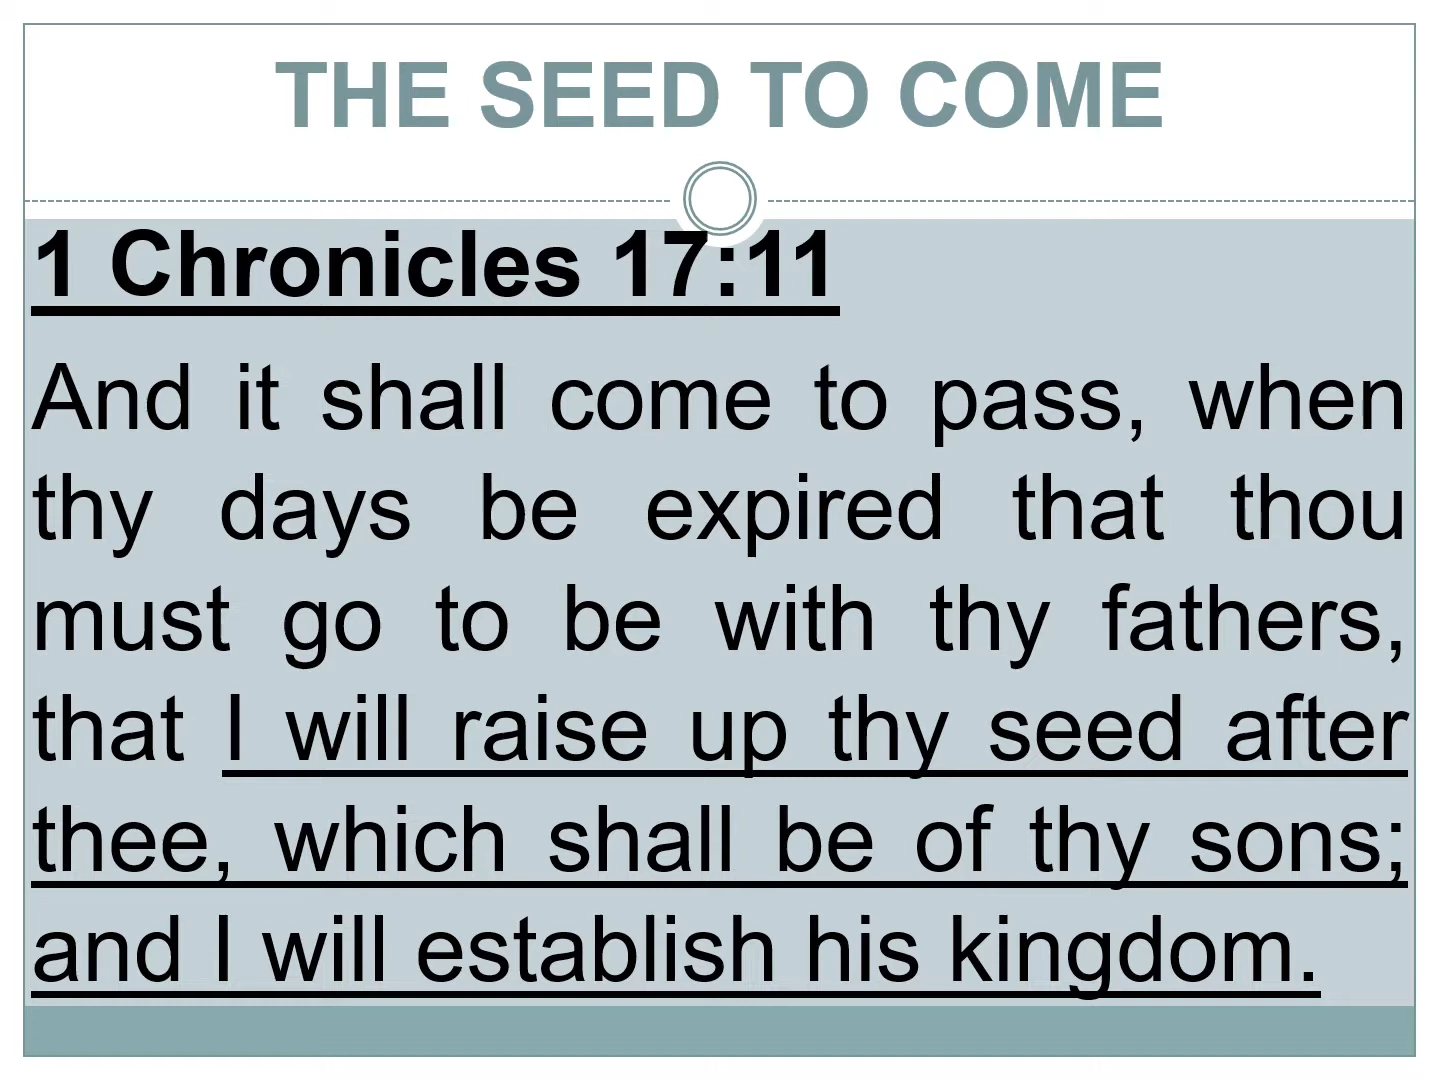 THE SEED TO COME
1 Chronicles 17:11
And it shall come to pass, when
thy days be expired that thou
must go to be with thy fathers,
that I will raise up thy seed after
thee, which shall be of thy sons;
and I will establish his kingdom.